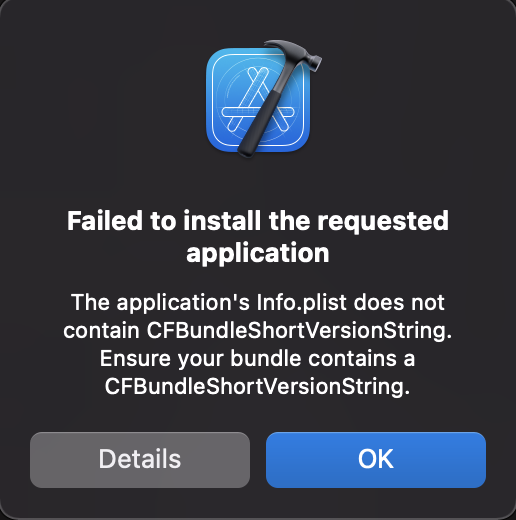 Failed to install the requested
application
The application's Info.plist does not
contain CFBundleShortVersionString.
Ensure your bundle contains a
CFBundleShortVersionString.
Details
OK